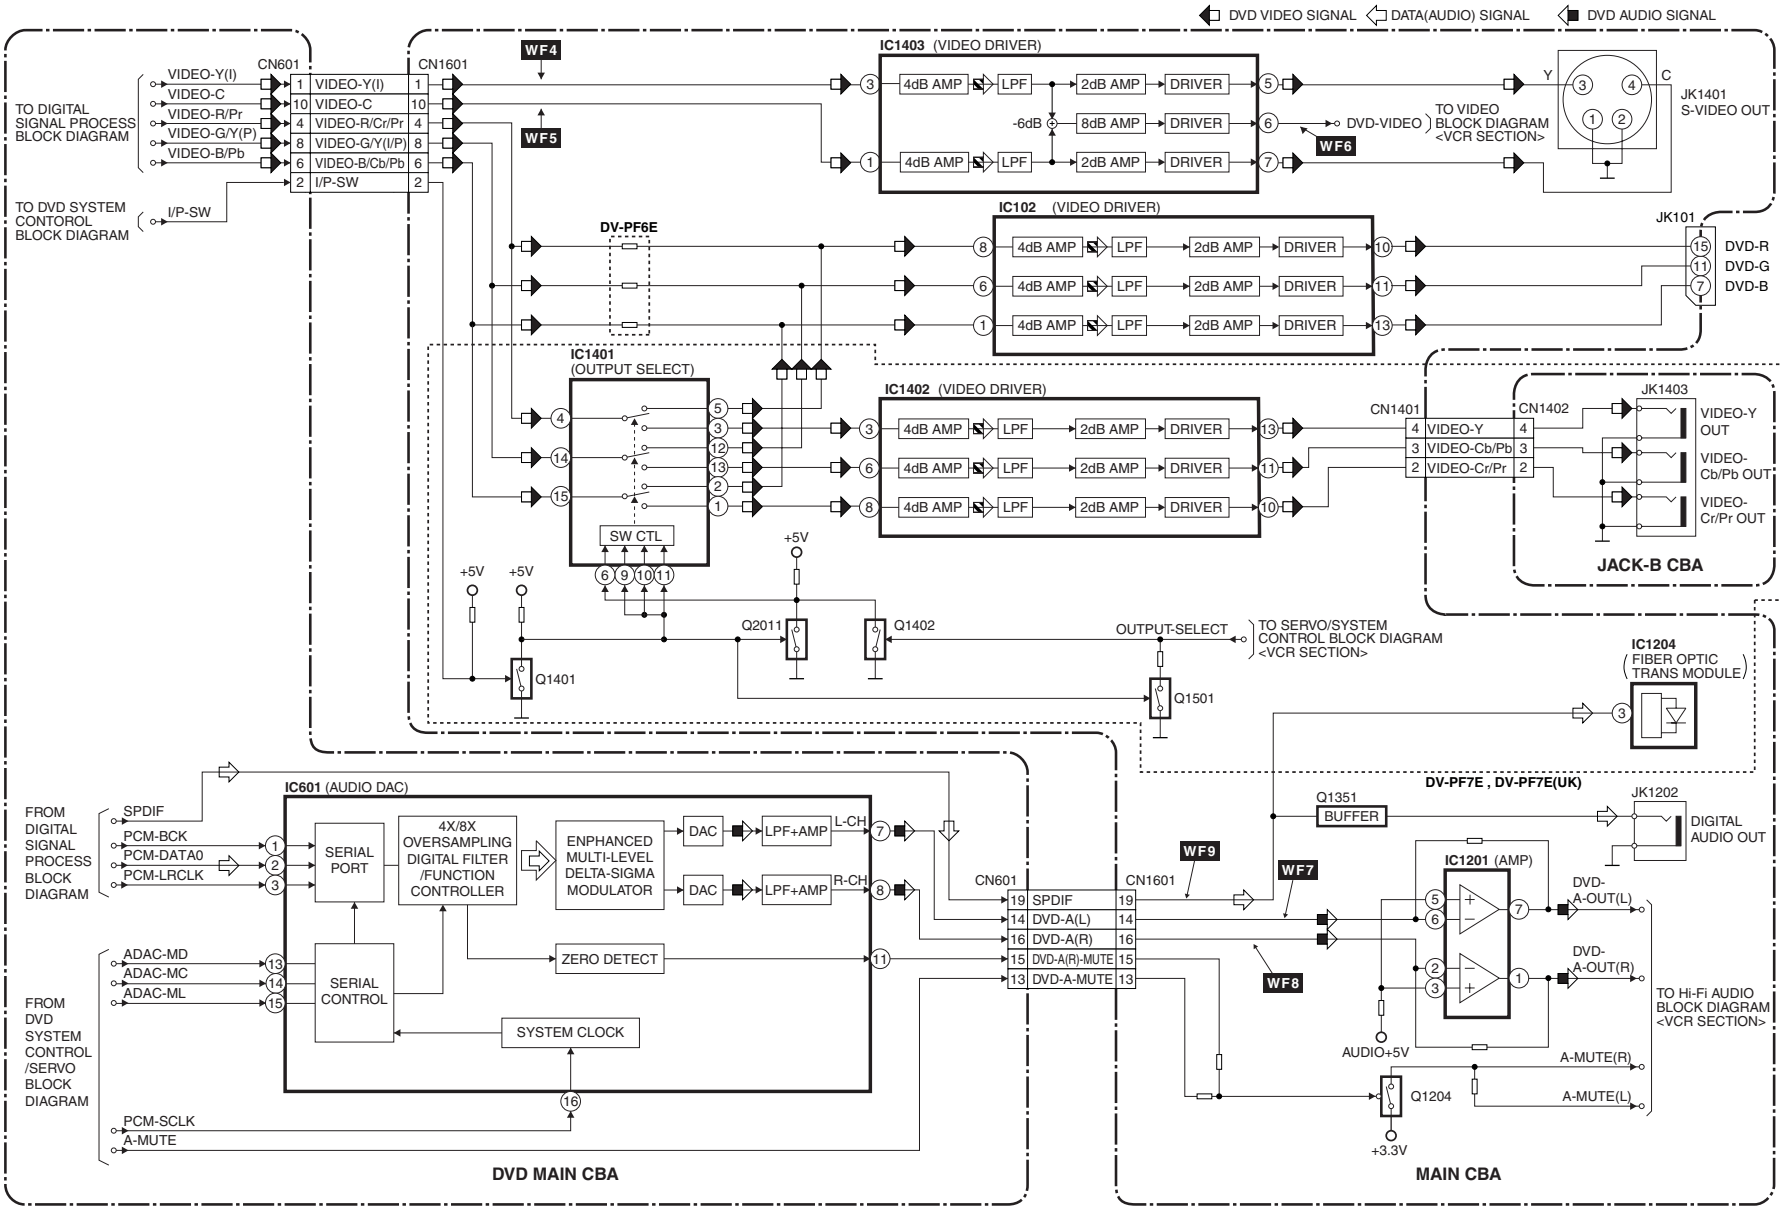 DVD VIDEO SIGNAL DATA(AUDIO) SIGNAL DVD AUDIO SIGNAL
CN601
CN1601
WF4
WF5
TO DIGITAL
SIGNAL PROCESS
BLOCK DIAGRAM
VIDEO-Y(I)
VIDEO-C
VIDEO-R/Pr
VIDEO-G/Y(P)
VIDEO-B/Pb
1 VIDEO-Y(I) 1
10 VIDEO-C 10
4 VIDEO-R/Cr/Pr 4
8 VIDEO-G/Y(I/P) 8
6 VIDEO-B/Cb/Pb 6
2 I/P-SW 2
TO DVD SYSTEM
CONTOROL
BLOCK DIAGRAM
I/P-SW
IC1403 (VIDEO DRIVER)
3 4dB AMP LPF 2dB AMP DRIVER 5
-6dB 8dB AMP DRIVER 6
1 4dB AMP LPF 2dB AMP DRIVER 7
DVD-VIDEO
TO VIDEO
BLOCK DIAGRAM
<VCR SECTION>
WF6
Y
C
3 4
1 2
JK1401
S-VIDEO OUT
DV-PF6E
IC102 (VIDEO DRIVER)
8 4dB AMP LPF 2dB AMP DRIVER 10
6 4dB AMP LPF 2dB AMP DRIVER 11
1 4dB AMP LPF 2dB AMP DRIVER 13
JK101
15 DVD-R
11 DVD-G
7 DVD-B
IC1401
(OUTPUT SELECT)
4
14
15
5
3
12
13
2
1
SW CTL
6 9 10 11
IC1402 (VIDEO DRIVER)
3 4dB AMP LPF 2dB AMP DRIVER 13
6 4dB AMP LPF 2dB AMP DRIVER 11
8 4dB AMP LPF 2dB AMP DRIVER 10
CN1401
CN1402
4 VIDEO-Y 4
3 VIDEO-Cb/Pb 3
2 VIDEO-Cr/Pr 2
JK1403
VIDEO-Y
OUT
VIDEO-
Cb/Pb OUT
VIDEO-
Cr/Pr OUT
JACK-B CBA
+5V
+5V
+5V
Q2011
Q1402
Q1401
OUTPUT-SELECT
TO SERVO/SYSTEM
CONTROL BLOCK DIAGRAM
<VCR SECTION>
Q1501
IC1204
FIBER OPTIC
TRANS MODULE
3
DV-PF7E , DV-PF7E(UK)
FROM
DIGITAL
SIGNAL
PROCESS
BLOCK
DIAGRAM
SPDIF
PCM-BCK
PCM-DATA0
PCM-LRCLK
1
2
3
IC601 (AUDIO DAC)
SERIAL
PORT
4X/8X
OVERSAMPLING
DIGITAL FILTER
/FUNCTION
CONTROLLER
ENPHANCED
MULTI-LEVEL
DELTA-SIGMA
MODULATOR
DAC LPF+AMP L-CH 7
DAC LPF+AMP R-CH 8
ZERO DETECT 11
SERIAL
CONTROL
SYSTEM CLOCK
16
FROM
DVD
SYSTEM
CONTROL
/SERVO
BLOCK
DIAGRAM
ADAC-MD
ADAC-MC
ADAC-ML
13
14
15
PCM-SCLK
A-MUTE
DVD MAIN CBA
CN601
CN1601
19 SPDIF 19
14 DVD-A(L) 14
16 DVD-A(R) 16
15 DVD-A(R)-MUTE 15
13 DVD-A-MUTE 13
WF9
WF7
WF8
Q1351
BUFFER
JK1202
DIGITAL
AUDIO OUT
IC1201 (AMP)
5 +
6 −
7
2 −
3 +
1
AUDIO+5V
DVD-
A-OUT(L)
DVD-
A-OUT(R)
TO Hi-Fi AUDIO
BLOCK DIAGRAM
<VCR SECTION>
A-MUTE(R)
A-MUTE(L)
Q1204
+3.3V
MAIN CBA